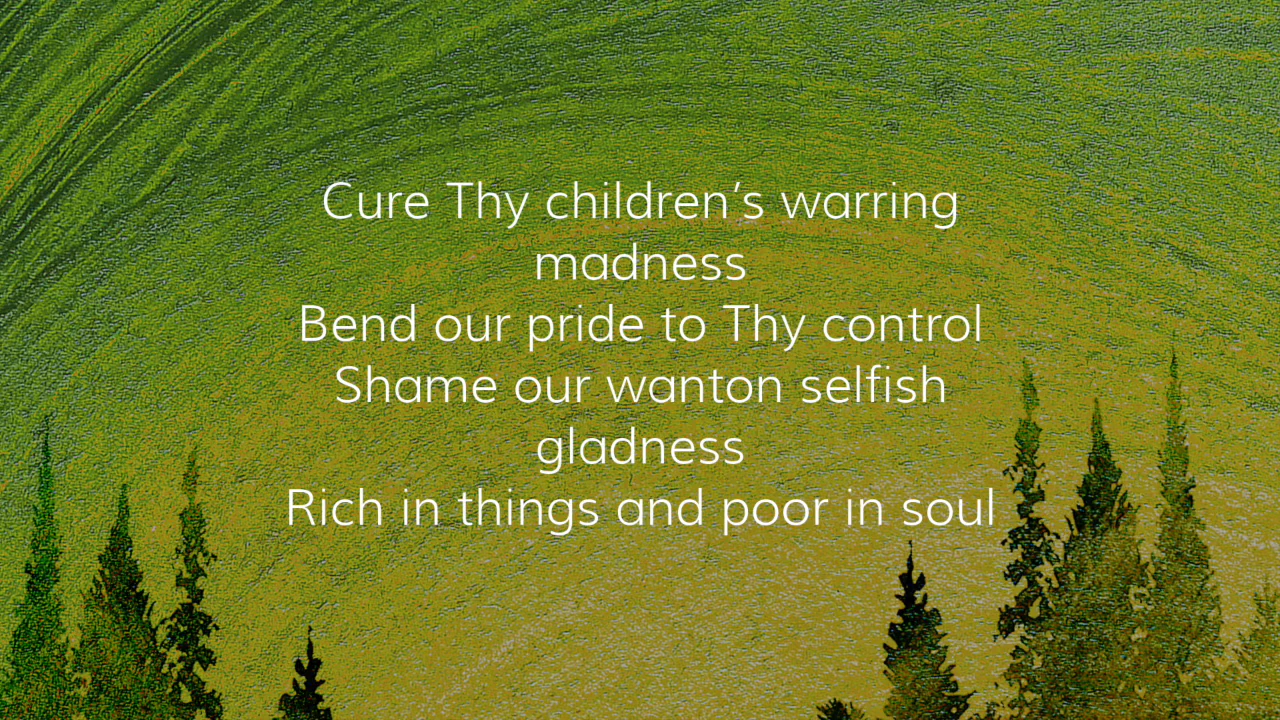 Cure Thy children’s warring
madness
Bend our pride to Thy control
Shame our wanton selfish
gladness
Rich in things and poor in soul